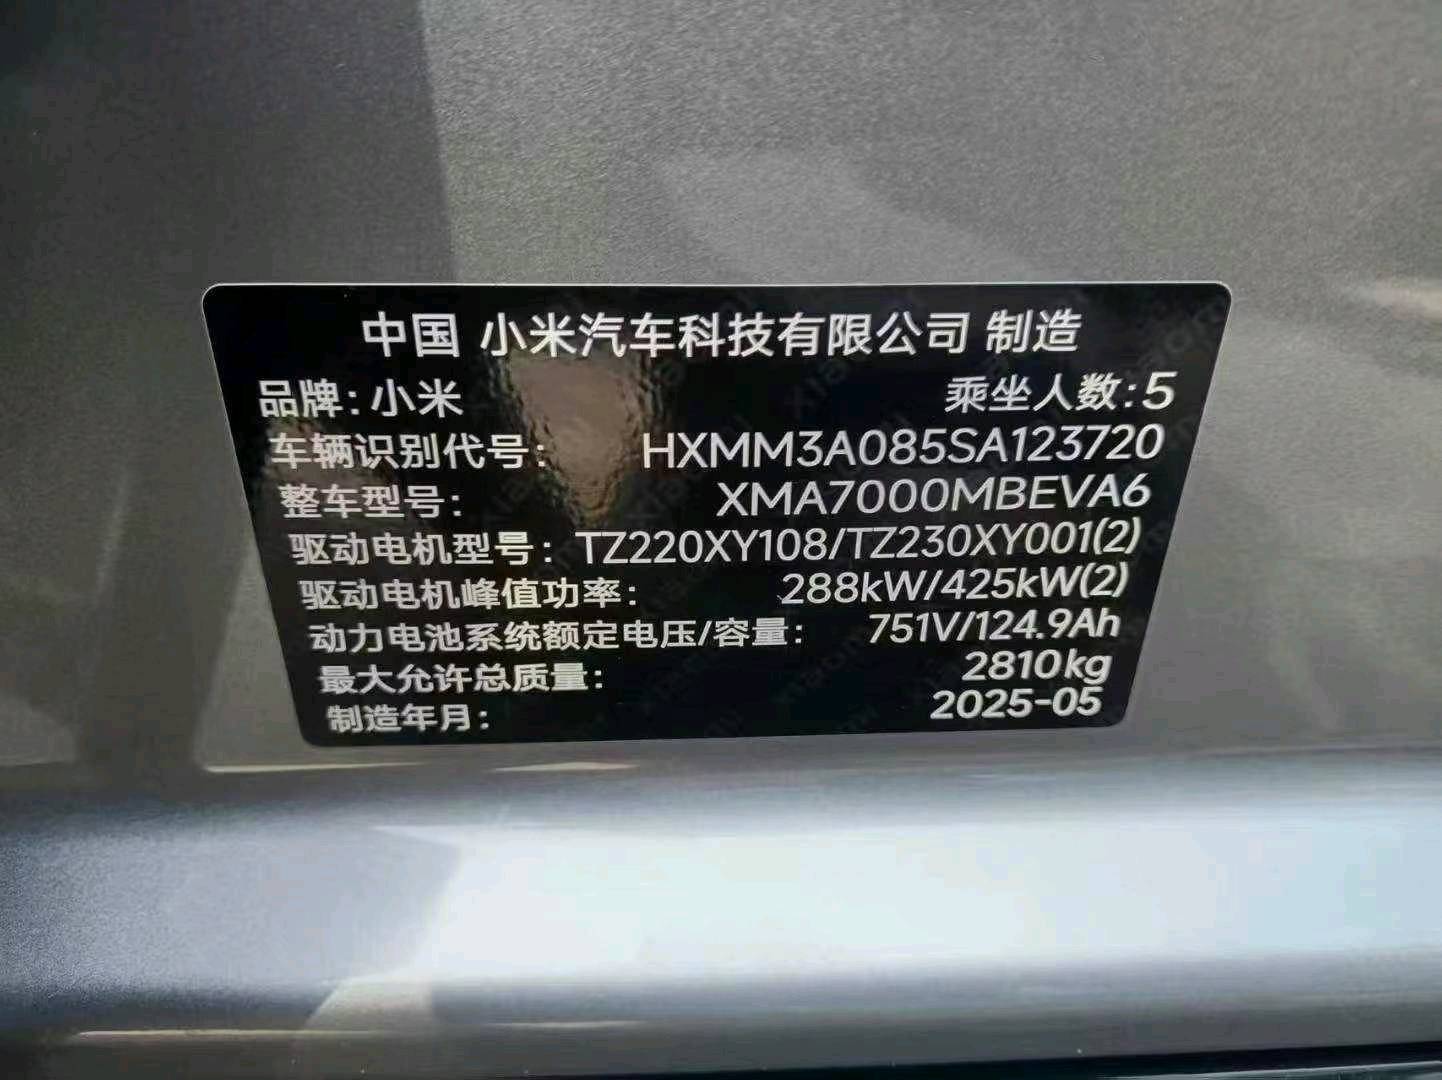 中国 小米汽车科技有限公司 制造
品牌：小米 乘坐人数：5
车辆识别代号： HXMM3A085SA123720
整车型号： XMA7000MBEVA6
驱动电机型号：TZ220XY108/TZ230XY001(2)
驱动电机峰值功率： 288kW/425kW(2)
动力电池系统额定电压/容量： 751V/124.9Ah
最大允许总质量： 2810kg
制造年月： 2025-05